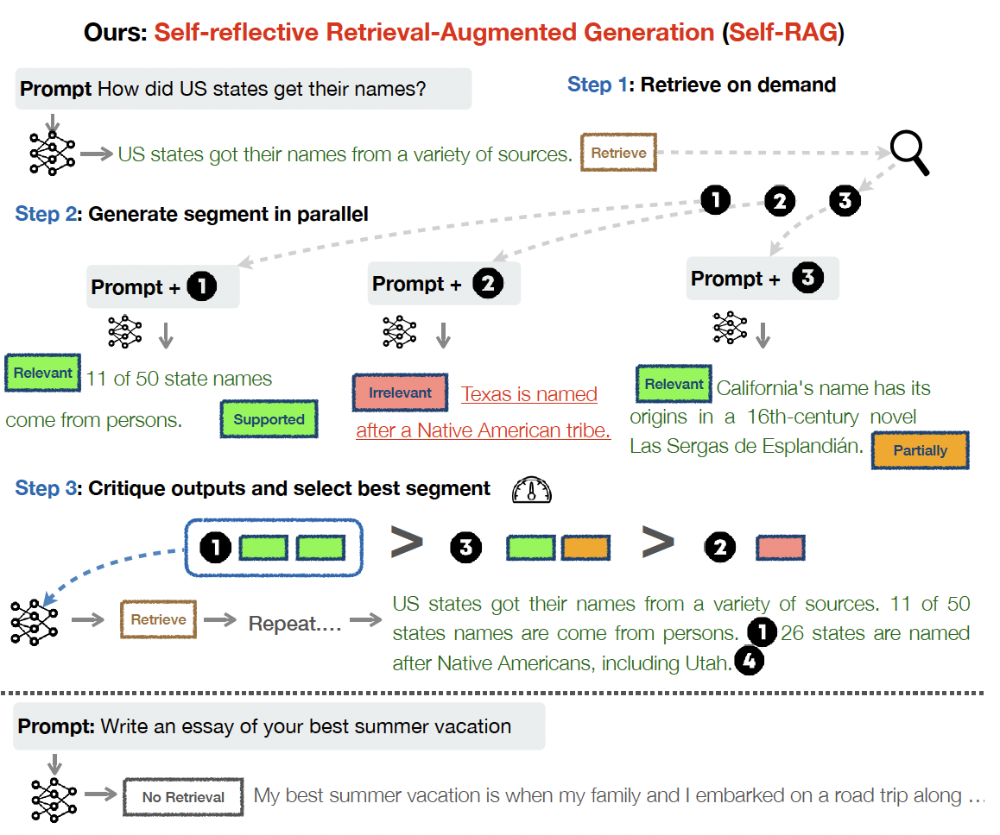 Ours: Self-reflective Retrieval-Augmented Generation (Self-RAG)
Prompt How did US states get their names?
Step 1: Retrieve on demand
US states got their names from a variety of sources. Retrieve
1 2 3
Step 2: Generate segment in parallel
Prompt + 1
Prompt + 2
Prompt + 3
Relevant 11 of 50 state names
come from persons. Supported
Irrelevant Texas is named
after a Native American tribe.
Relevant California's name has its
origins in a 16th-century novel
Las Sergas de Esplandián. Partially
Step 3: Critique outputs and select best segment
1 > 3 > 2
Retrieve Repeat....
US states got their names from a variety of sources. 11 of 50
states names are come from persons. 1 26 states are named
after Native Americans, including Utah. 4
Prompt: Write an essay of your best summer vacation
No Retrieval My best summer vacation is when my family and I embarked on a road trip along ...